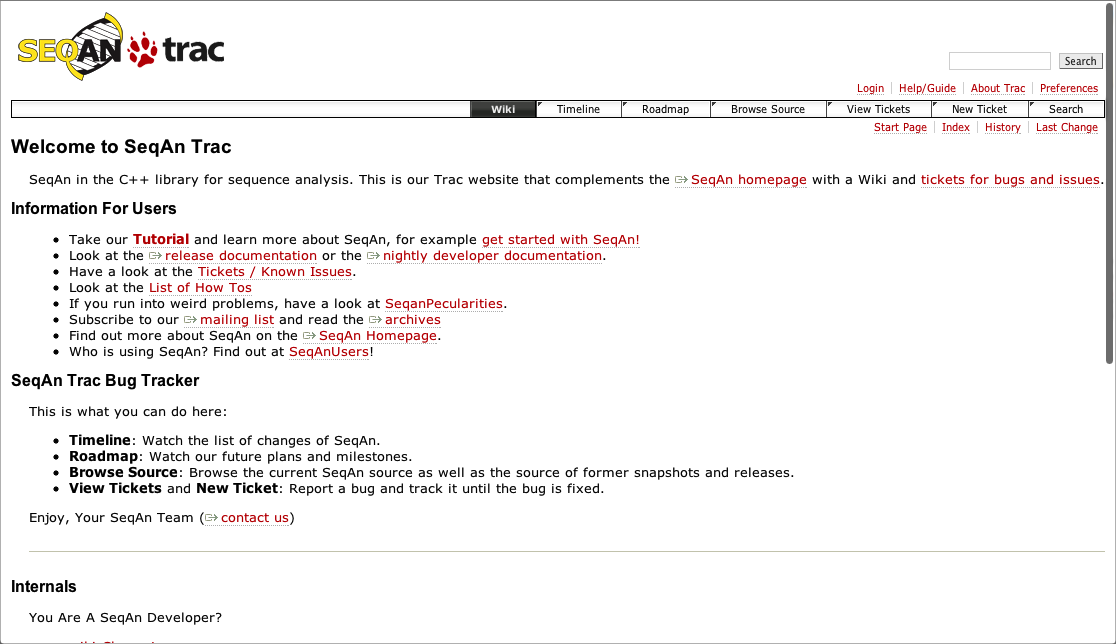 SEQAN trac
Search
Login Help/Guide About Trac Preferences
Wiki Timeline Roadmap Browse Source View Tickets New Ticket Search
Start Page Index History Last Change
Welcome to SeqAn Trac
SeqAn in the C++ library for sequence analysis. This is our Trac website that complements the SeqAn homepage with a Wiki and tickets for bugs and issues.
Information For Users
• Take our Tutorial and learn more about SeqAn, for example get started with SeqAn!
• Look at the release documentation or the nightly developer documentation.
• Have a look at the Tickets / Known Issues.
• Look at the List of How Tos
• If you run into weird problems, have a look at SeqanPecularities.
• Subscribe to our mailing list and read the archives
• Find out more about SeqAn on the SeqAn Homepage.
• Who is using SeqAn? Find out at SeqAnUsers!
SeqAn Trac Bug Tracker
This is what you can do here:
• Timeline: Watch the list of changes of SeqAn.
• Roadmap: Watch our future plans and milestones.
• Browse Source: Browse the current SeqAn source as well as the source of former snapshots and releases.
• View Tickets and New Ticket: Report a bug and track it until the bug is fixed.
Enjoy, Your SeqAn Team (contact us)
Internals
You Are A SeqAn Developer?